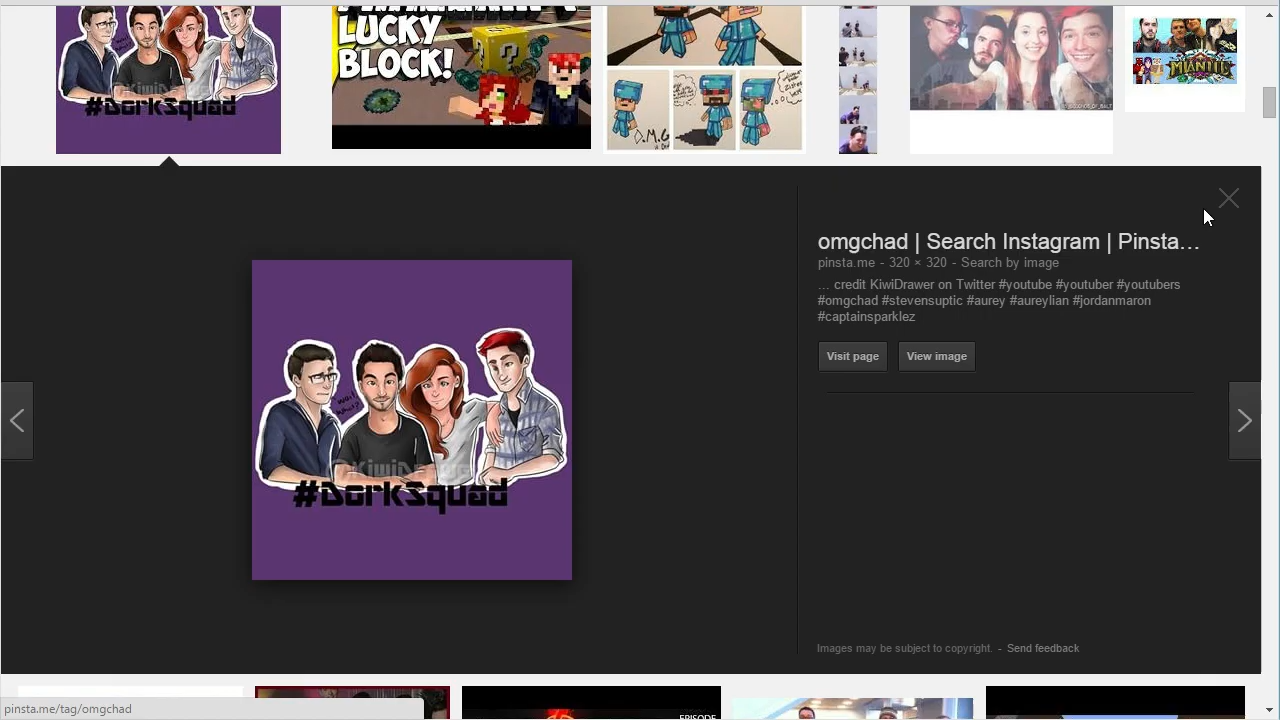 #DorkSquad
LUCKY
BLOCK!
MIANITE
omgchad | Search Instagram | Pinsta...
pinsta.me - 320 × 320 - Search by image
... credit KiwiDrawer on Twitter #youtube #youtuber #youtubers
#omgchad #stevensuptic #aurey #aureylian #jordanmaron
#captainsparklez
Visit page
View image
wait, what?
#DorkSquad
Images may be subject to copyright. - Send feedback
EPISODE
pinsta.me/tag/omgchad